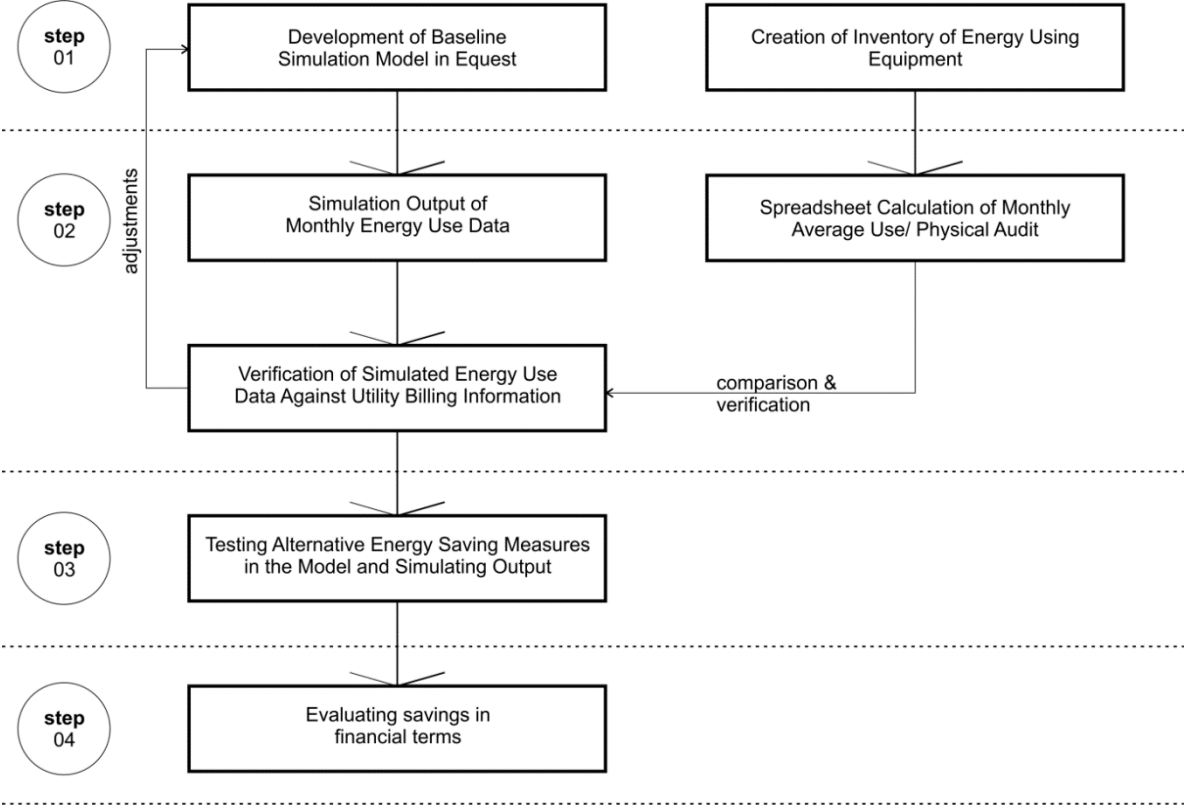 step
01
Development of Baseline
Simulation Model in Equest
Creation of Inventory of Energy Using
Equipment
adjustments
step
02
Simulation Output of
Monthly Energy Use Data
Spreadsheet Calculation of Monthly
Average Use/ Physical Audit
Verification of Simulated Energy Use
Data Against Utility Billing Information
comparison &
verification
step
03
Testing Alternative Energy Saving Measures
in the Model and Simulating Output
step
04
Evaluating savings in
financial terms